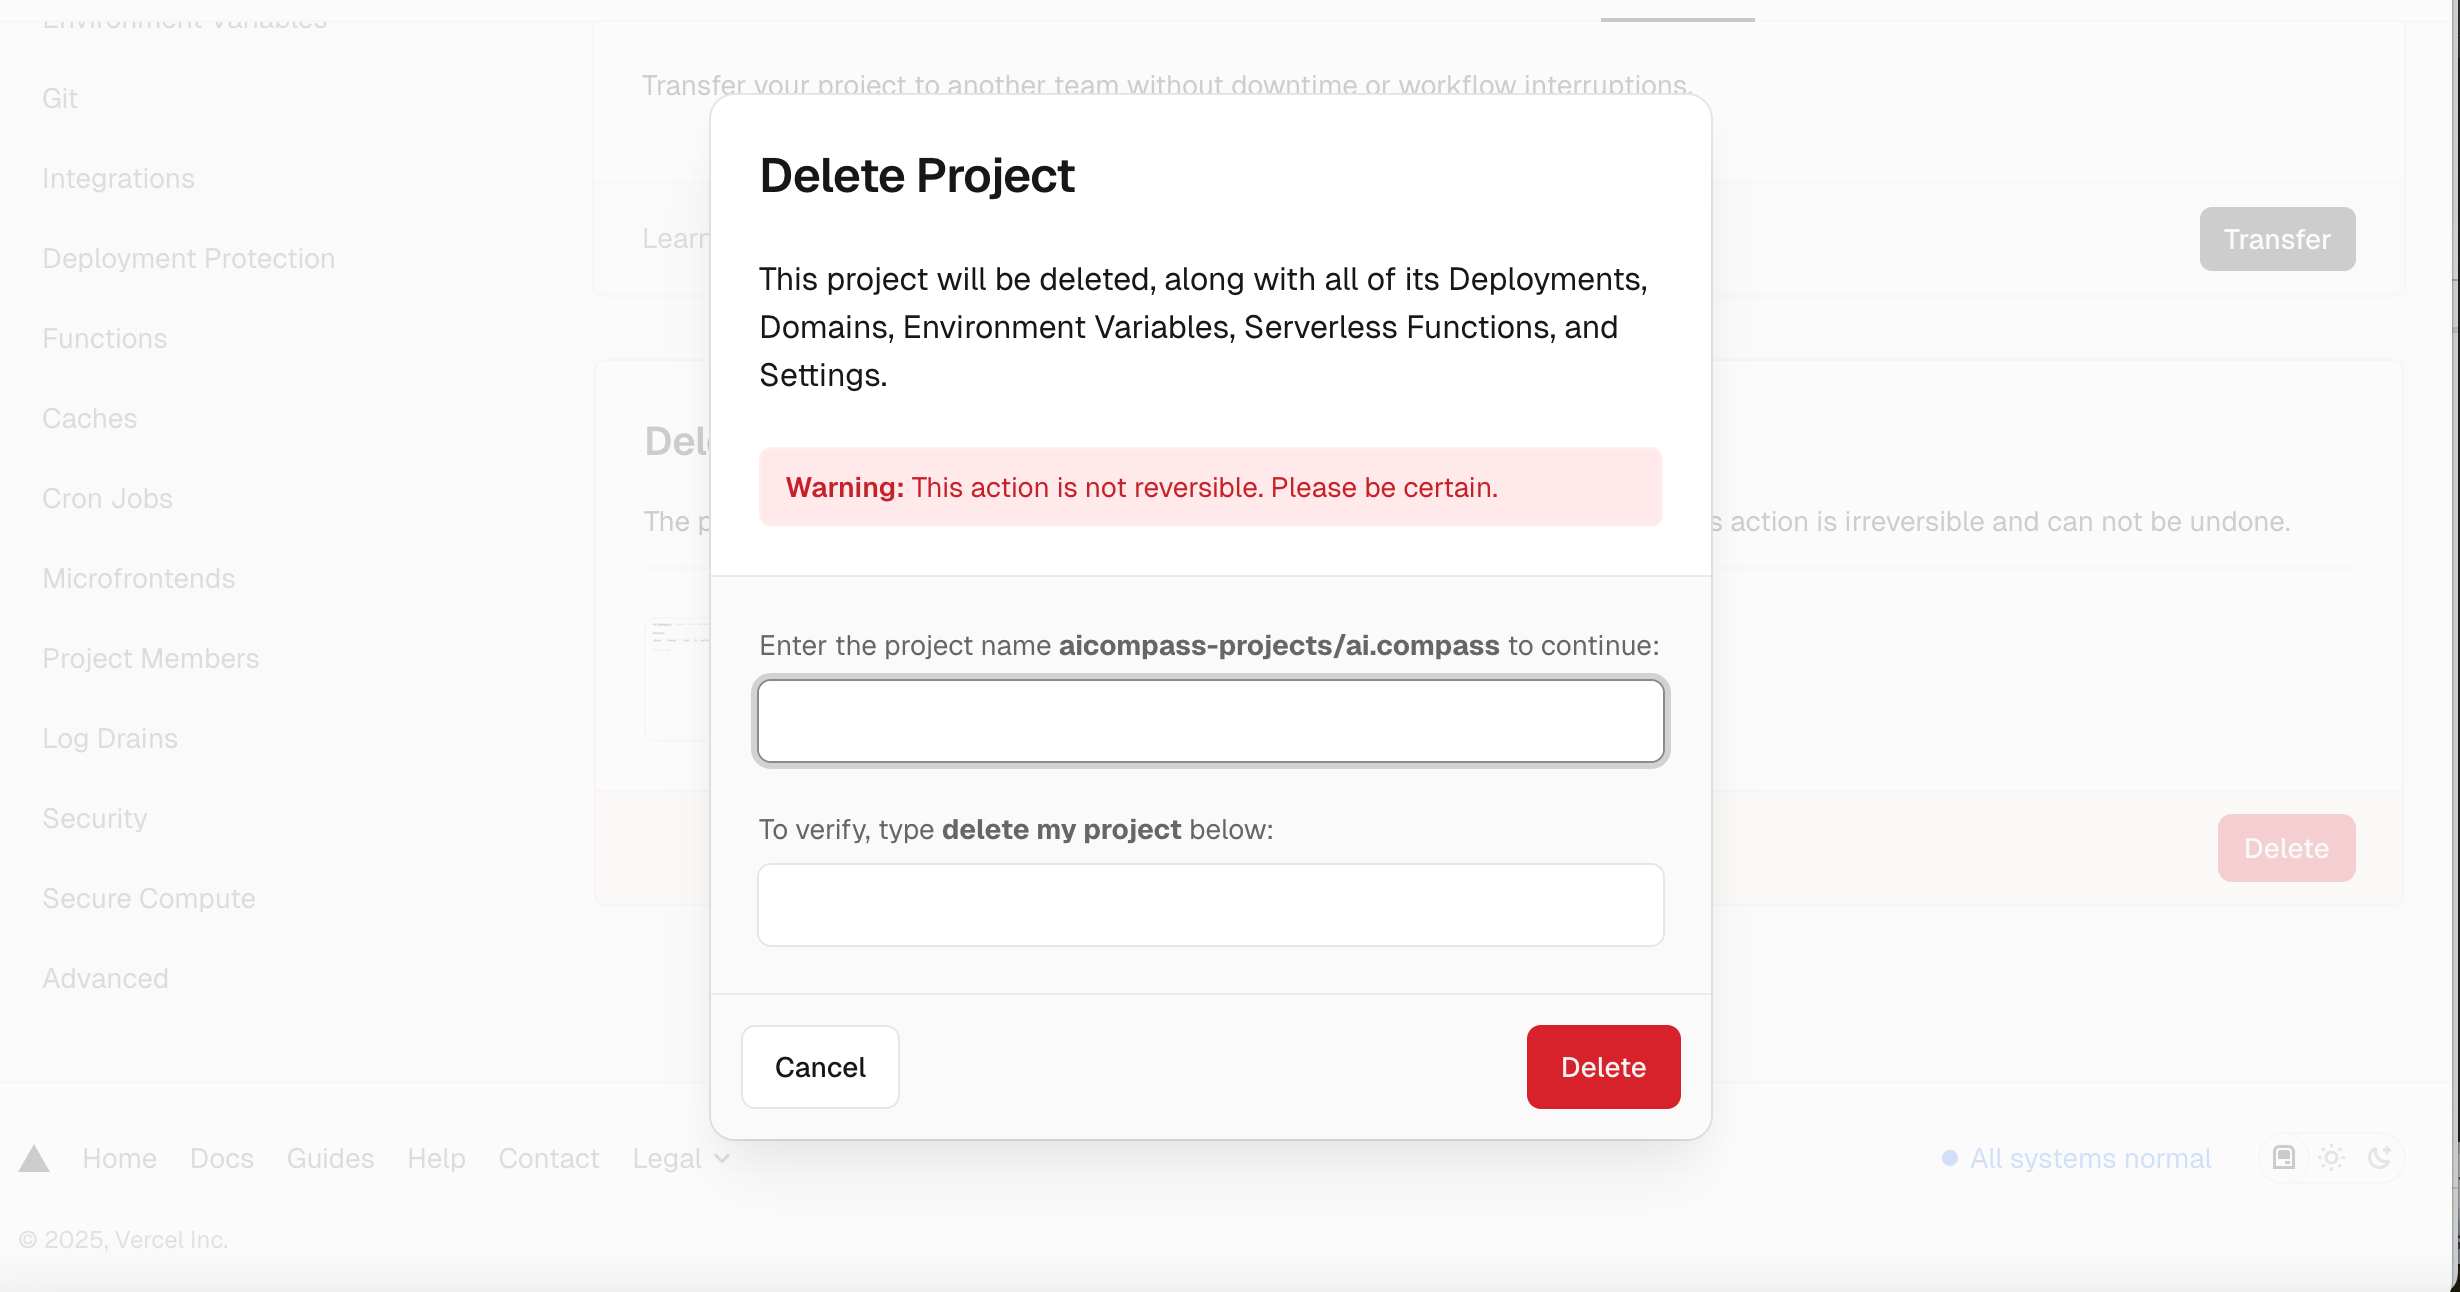 Environment Variables
Git
Integrations
Deployment Protection
Functions
Caches
Cron Jobs
Microfrontends
Project Members
Log Drains
Security
Secure Compute
Advanced
Transfer your project to another team without downtime or workflow interruptions.
Learn
Transfer
Delete Project
This project will be deleted, along with all of its Deployments,
Domains, Environment Variables, Serverless Functions, and
Settings.
Warning: This action is not reversible. Please be certain.
Enter the project name aicompass-projects/ai.compass to continue:
To verify, type delete my project below:
Cancel
Delete
The
action is irreversible and can not be undone.
Delete
Home Docs Guides Help Contact Legal
All systems normal
© 2025, Vercel Inc.